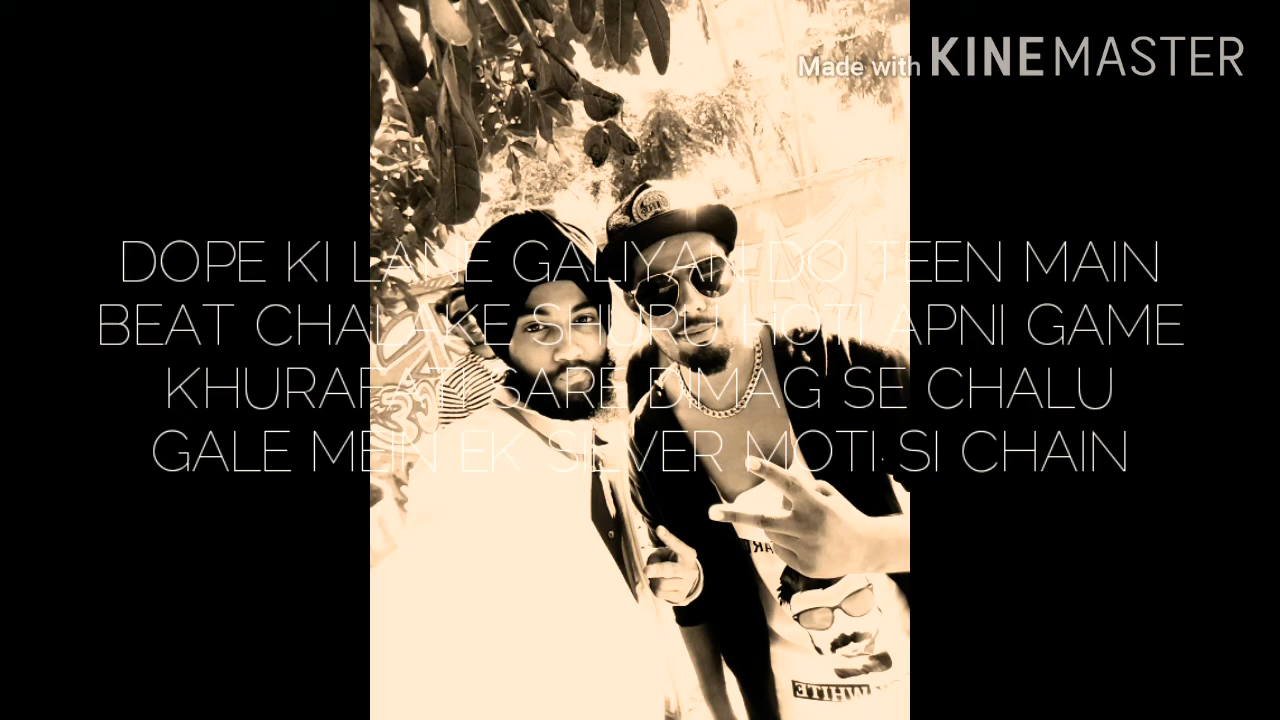 Made with KINEMASTER
DOPE KI LANE GALIYAN DO TEEN MAIN
BEAT CHALAKE SHURU HOTI APNI GAME
KHURAFATI SARE DIMAG SE CHALU
GALE MEIN EK SILVER MOTI SI CHAIN
WHITE